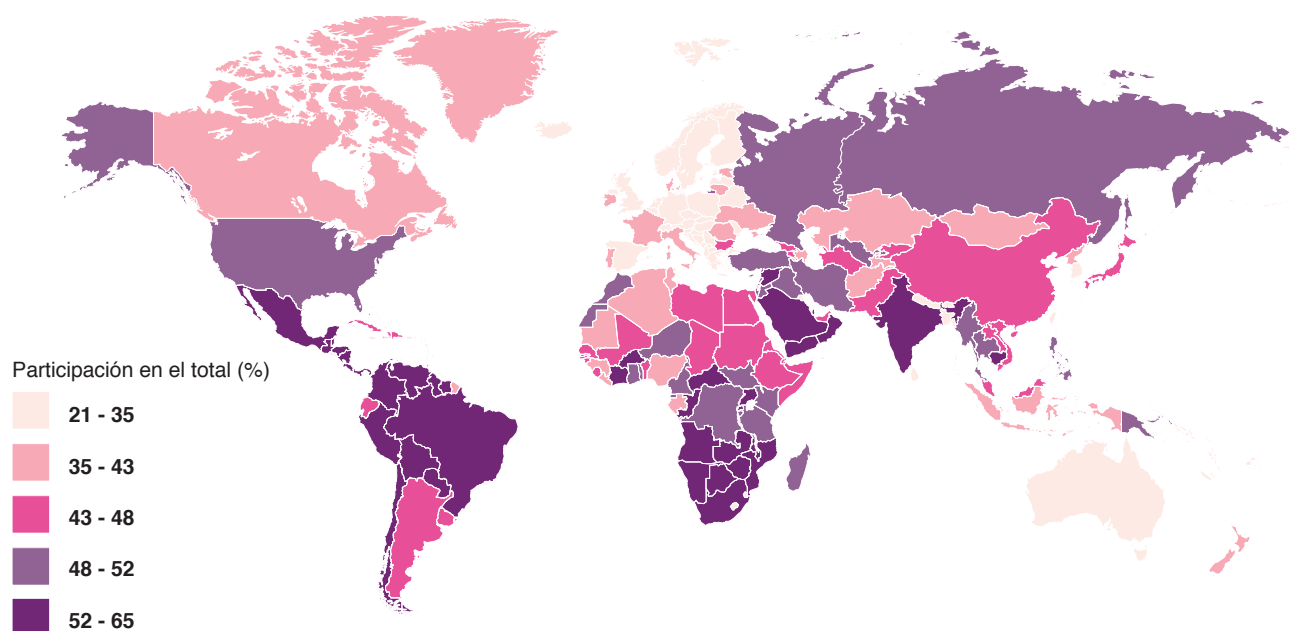 Participación en el total (%)
21 - 35
35 - 43
43 - 48
48 - 52
52 - 65